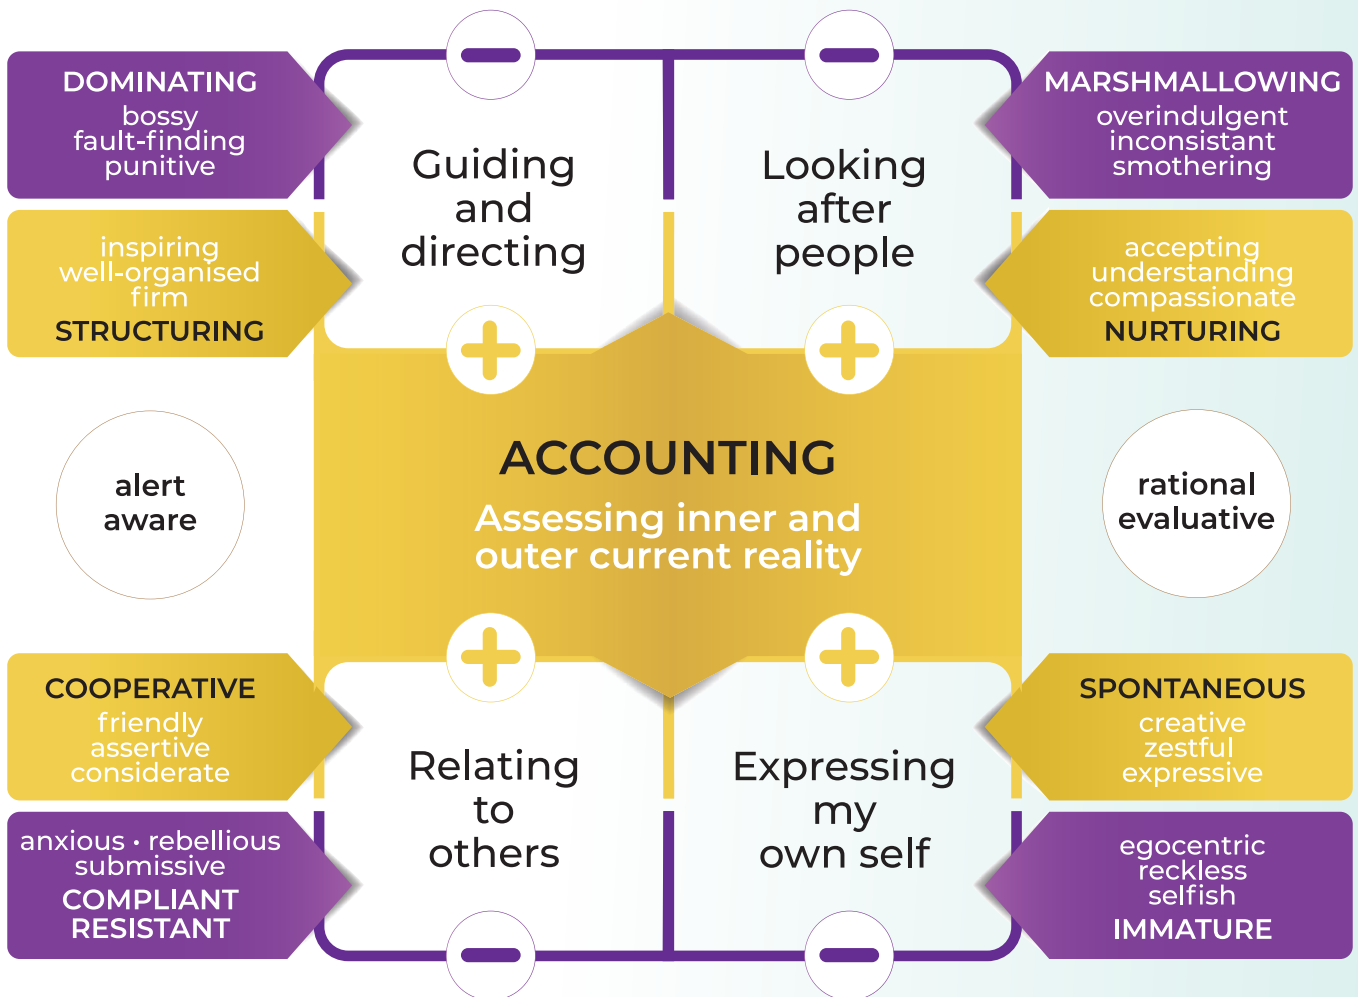 DOMINATING
bossy
fault-finding
punitive
inspiring
well-organised
firm
STRUCTURING
Guiding
and
directing
Looking
after
people
MARSHMALLOWING
overindulgent
inconsistant
smothering
accepting
understanding
compassionate
NURTURING
alert
aware
ACCOUNTING
Assessing inner and
outer current reality
rational
evaluative
COOPERATIVE
friendly
assertive
considerate
anxious • rebellious
submissive
COMPLIANT
RESISTANT
Relating
to
others
Expressing
my
own self
SPONTANEOUS
creative
zestful
expressive
egocentric
reckless
selfish
IMMATURE